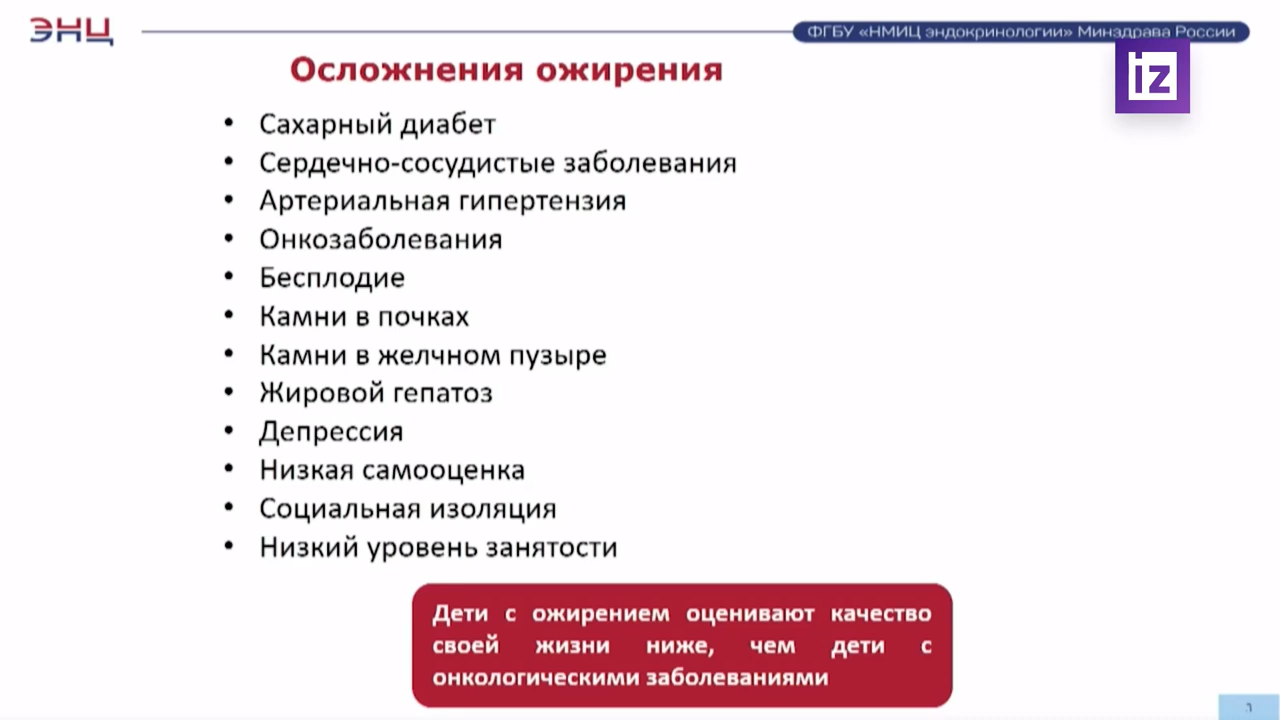 ЭНЦ
ФГБУ «НМИЦ эндокринологии» Минздрава России
iz
Осложнения ожирения
• Сахарный диабет
• Сердечно-сосудистые заболевания
• Артериальная гипертензия
• Онкозаболевания
• Бесплодие
• Камни в почках
• Камни в желчном пузыре
• Жировой гепатоз
• Депрессия
• Низкая самооценка
• Социальная изоляция
• Низкий уровень занятости
Дети с ожирением оценивают качество
своей жизни ниже, чем дети с
онкологическими заболеваниями